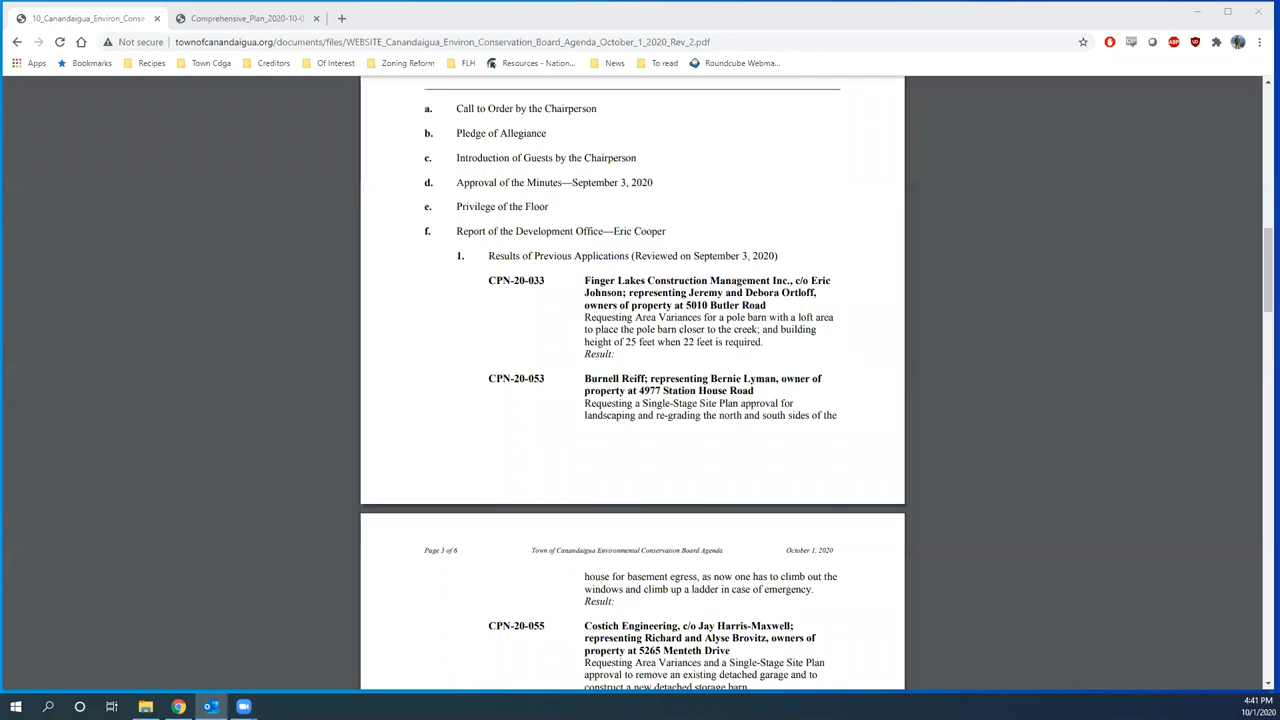 10_Canandaigua_Environ_Conse
Comprehensive_Plan_2020-10-0
Not secure
townofcanandaigua.org/documents/files/WEBSITE_Canandaigua_Environ_Conservation_Board_Agenda_October_1_2020_Rev_2.pdf
Apps
Bookmarks
Recipes
Town Cdga
Creditors
Of Interest
Zoning Reform
FLH
Resources - Nation...
News
To read
Roundcube Webma...
a. Call to Order by the Chairperson
b. Pledge of Allegiance
c. Introduction of Guests by the Chairperson
d. Approval of the Minutes—September 3, 2020
e. Privilege of the Floor
f. Report of the Development Office—Eric Cooper
1. Results of Previous Applications (Reviewed on September 3, 2020)
CPN-20-033 Finger Lakes Construction Management Inc., c/o Eric
Johnson; representing Jeremy and Debora Ortloff,
owners of property at 5010 Butler Road
Requesting Area Variances for a pole barn with a loft area
to place the pole barn closer to the creek; and building
height of 25 feet when 22 feet is required.
Result:
CPN-20-053 Burnell Reiff; representing Bernie Lyman, owner of
property at 4977 Station House Road
Requesting a Single-Stage Site Plan approval for
landscaping and re-grading the north and south sides of the
Page 3 of 6 Town of Canandaigua Environmental Conservation Board Agenda October 1, 2020
house for basement egress, as now one has to climb out the
windows and climb up a ladder in case of emergency.
Result:
CPN-20-055 Costich Engineering, c/o Jay Harris-Maxwell;
representing Richard and Alyse Brovitz, owners of
property at 5265 Menteth Drive
Requesting Area Variances and a Single-Stage Site Plan
approval to remove an existing detached garage and to
construct a new detached storage barn.
4:41 PM
10/1/2020